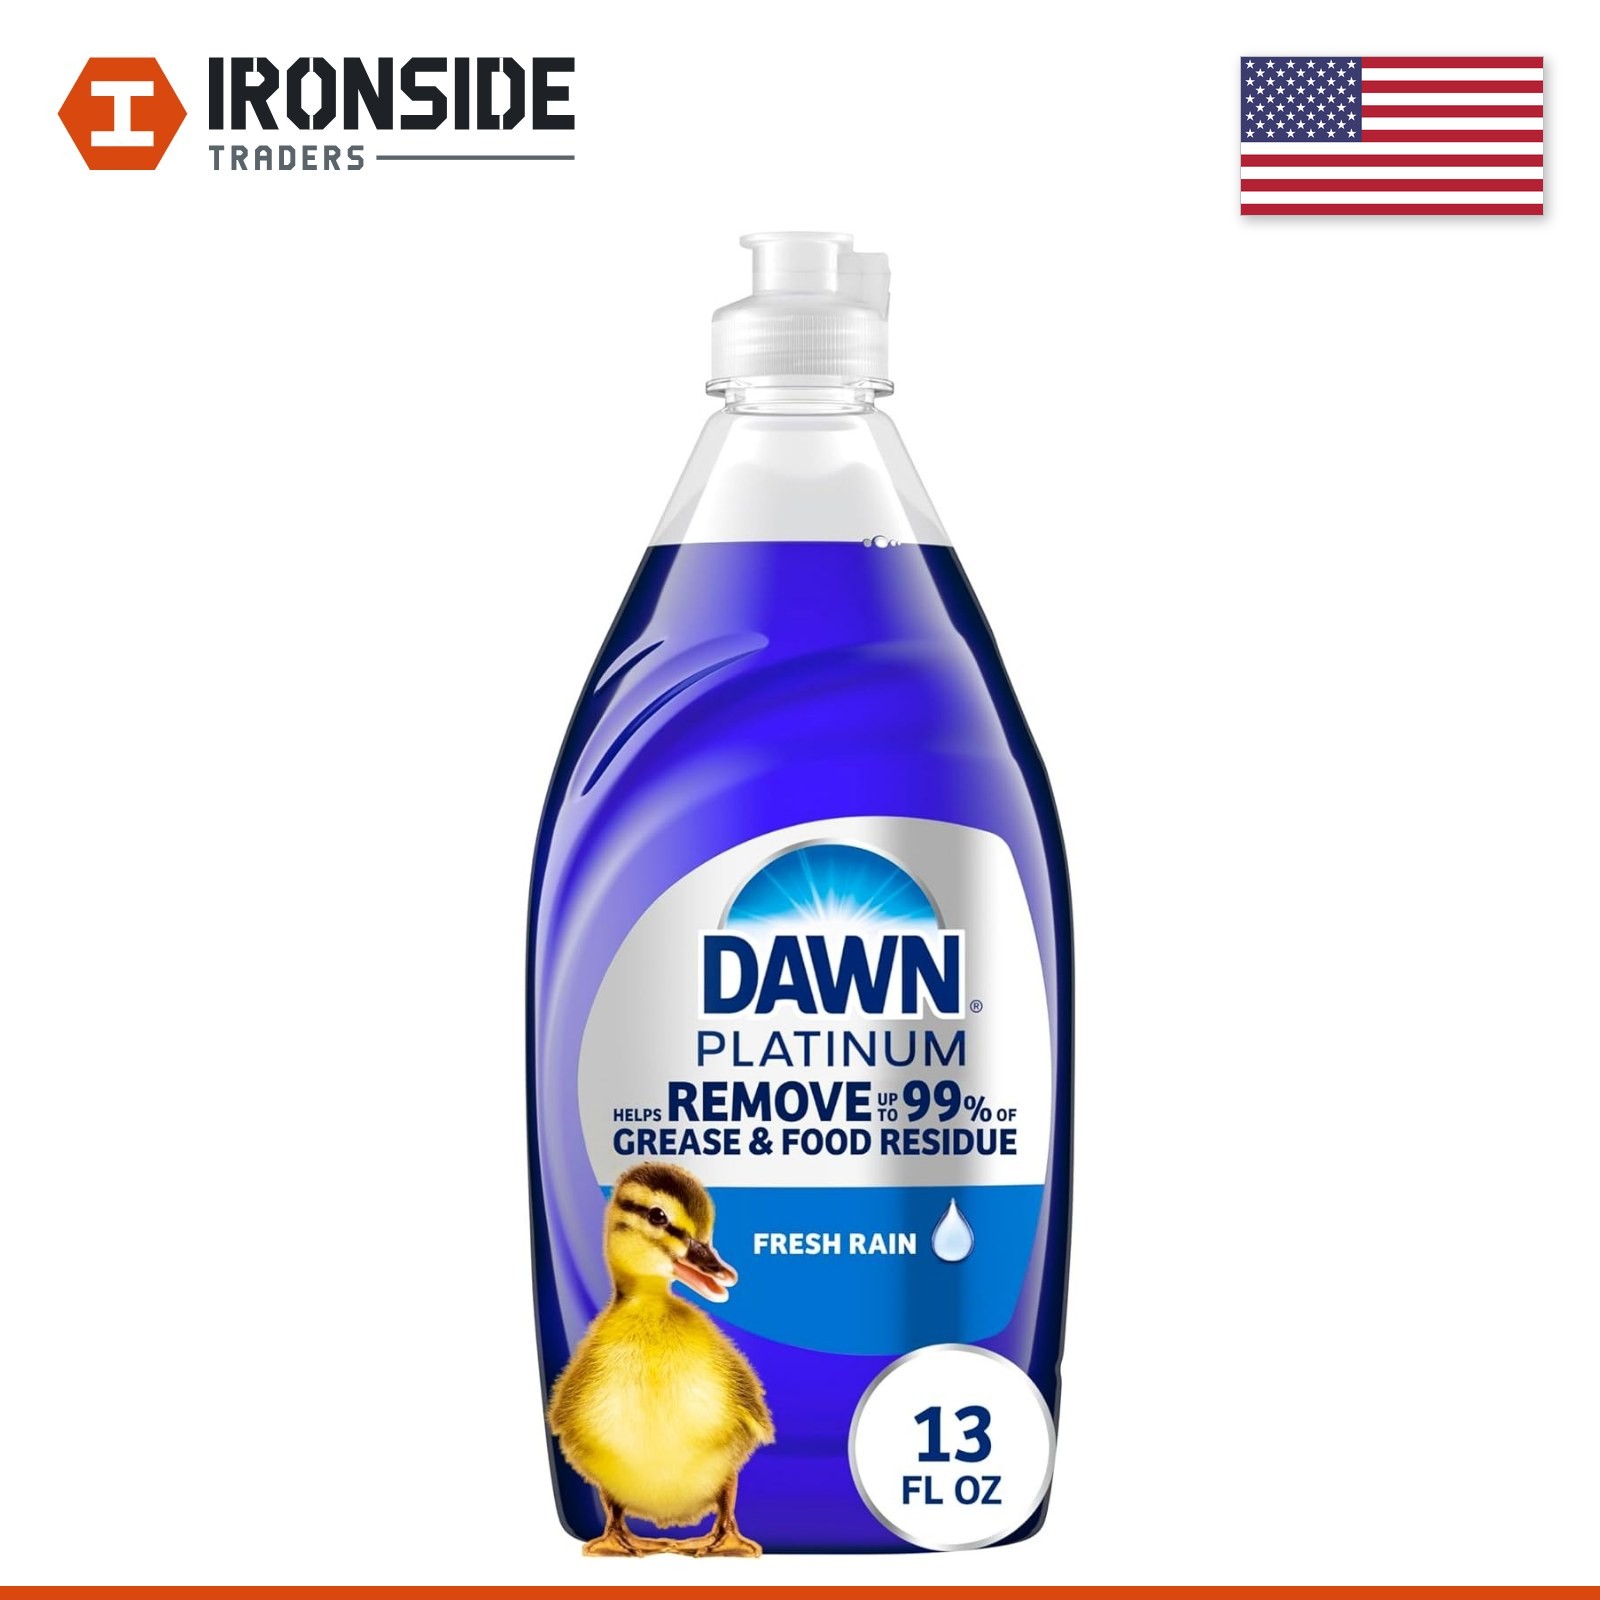 IRONSIDE
TRADERS
DAWN®
PLATINUM
HELPS REMOVE UP TO 99% OF
GREASE & FOOD RESIDUE
FRESH RAIN
13
FL OZ